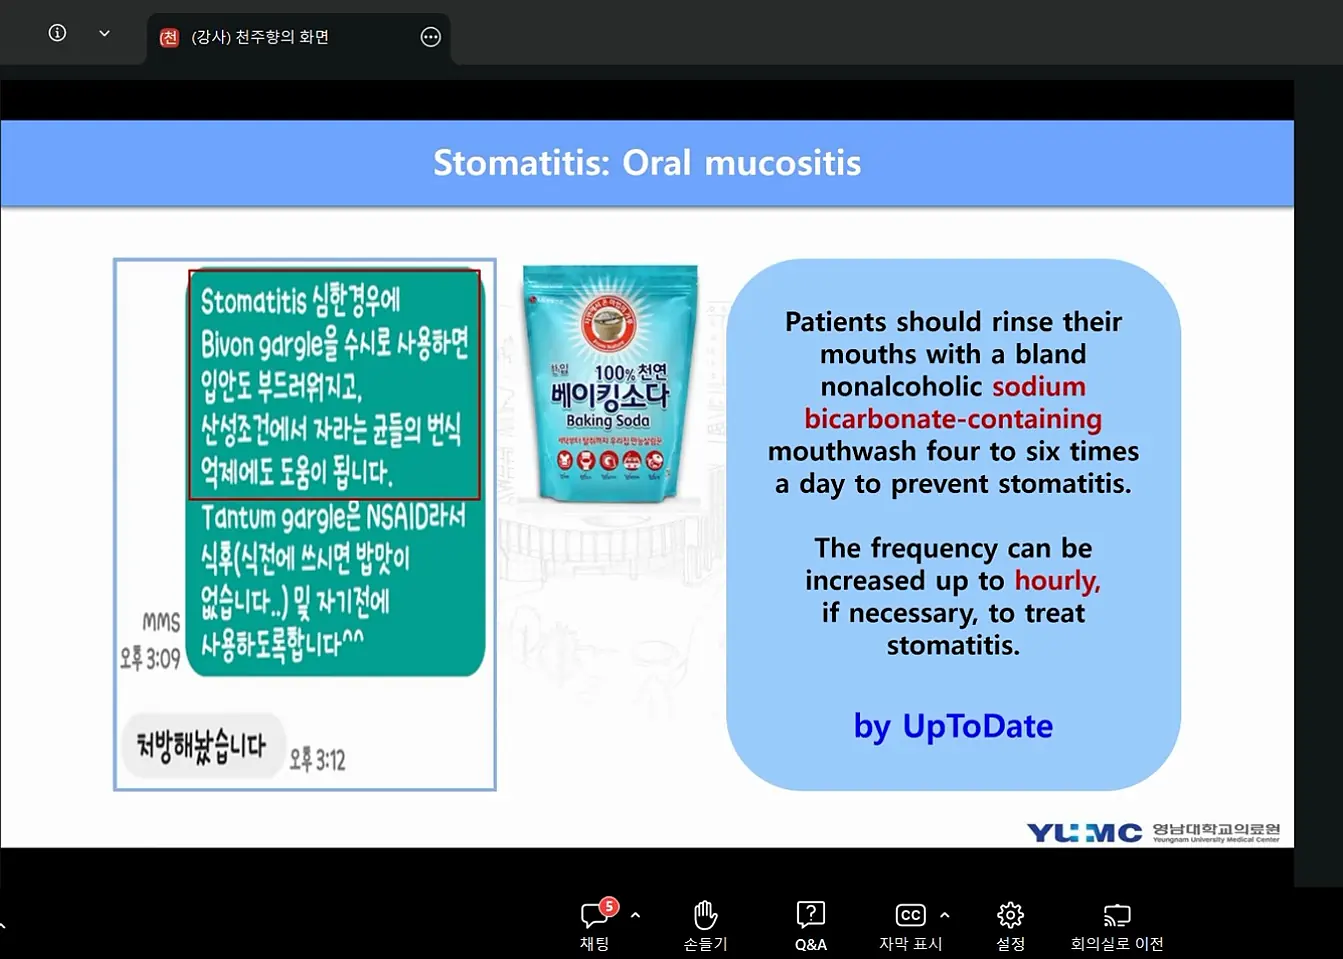 (강사) 천주향의 화면
Stomatitis: Oral mucositis
Stomatitis 심한경우에
Bivon gargle을 수시로 사용하면
입안도 부드러워지고,
산성조건에서 자라는 균들의 번식
억제에도 도움이 됩니다.
Tantum gargle은 NSAID라서
식후(식전에 쓰시면 밥맛이
없습니다..) 및 자기전에
사용하도록합니다^^
MMS
오후 3:09
처방해놨습니다
오후 3:12
100% 천연
베이킹소다
Baking Soda
Patients should rinse their
mouths with a bland
nonalcoholic sodium
bicarbonate-containing
mouthwash four to six times
a day to prevent stomatitis.
The frequency can be
increased up to hourly,
if necessary, to treat
stomatitis.
by UpToDate
YUMC 영남대학교의료원
Yeungnam University Medical Center
5
채팅
손들기
Q&A
CC
자막 표시
설정
회의실로 이전